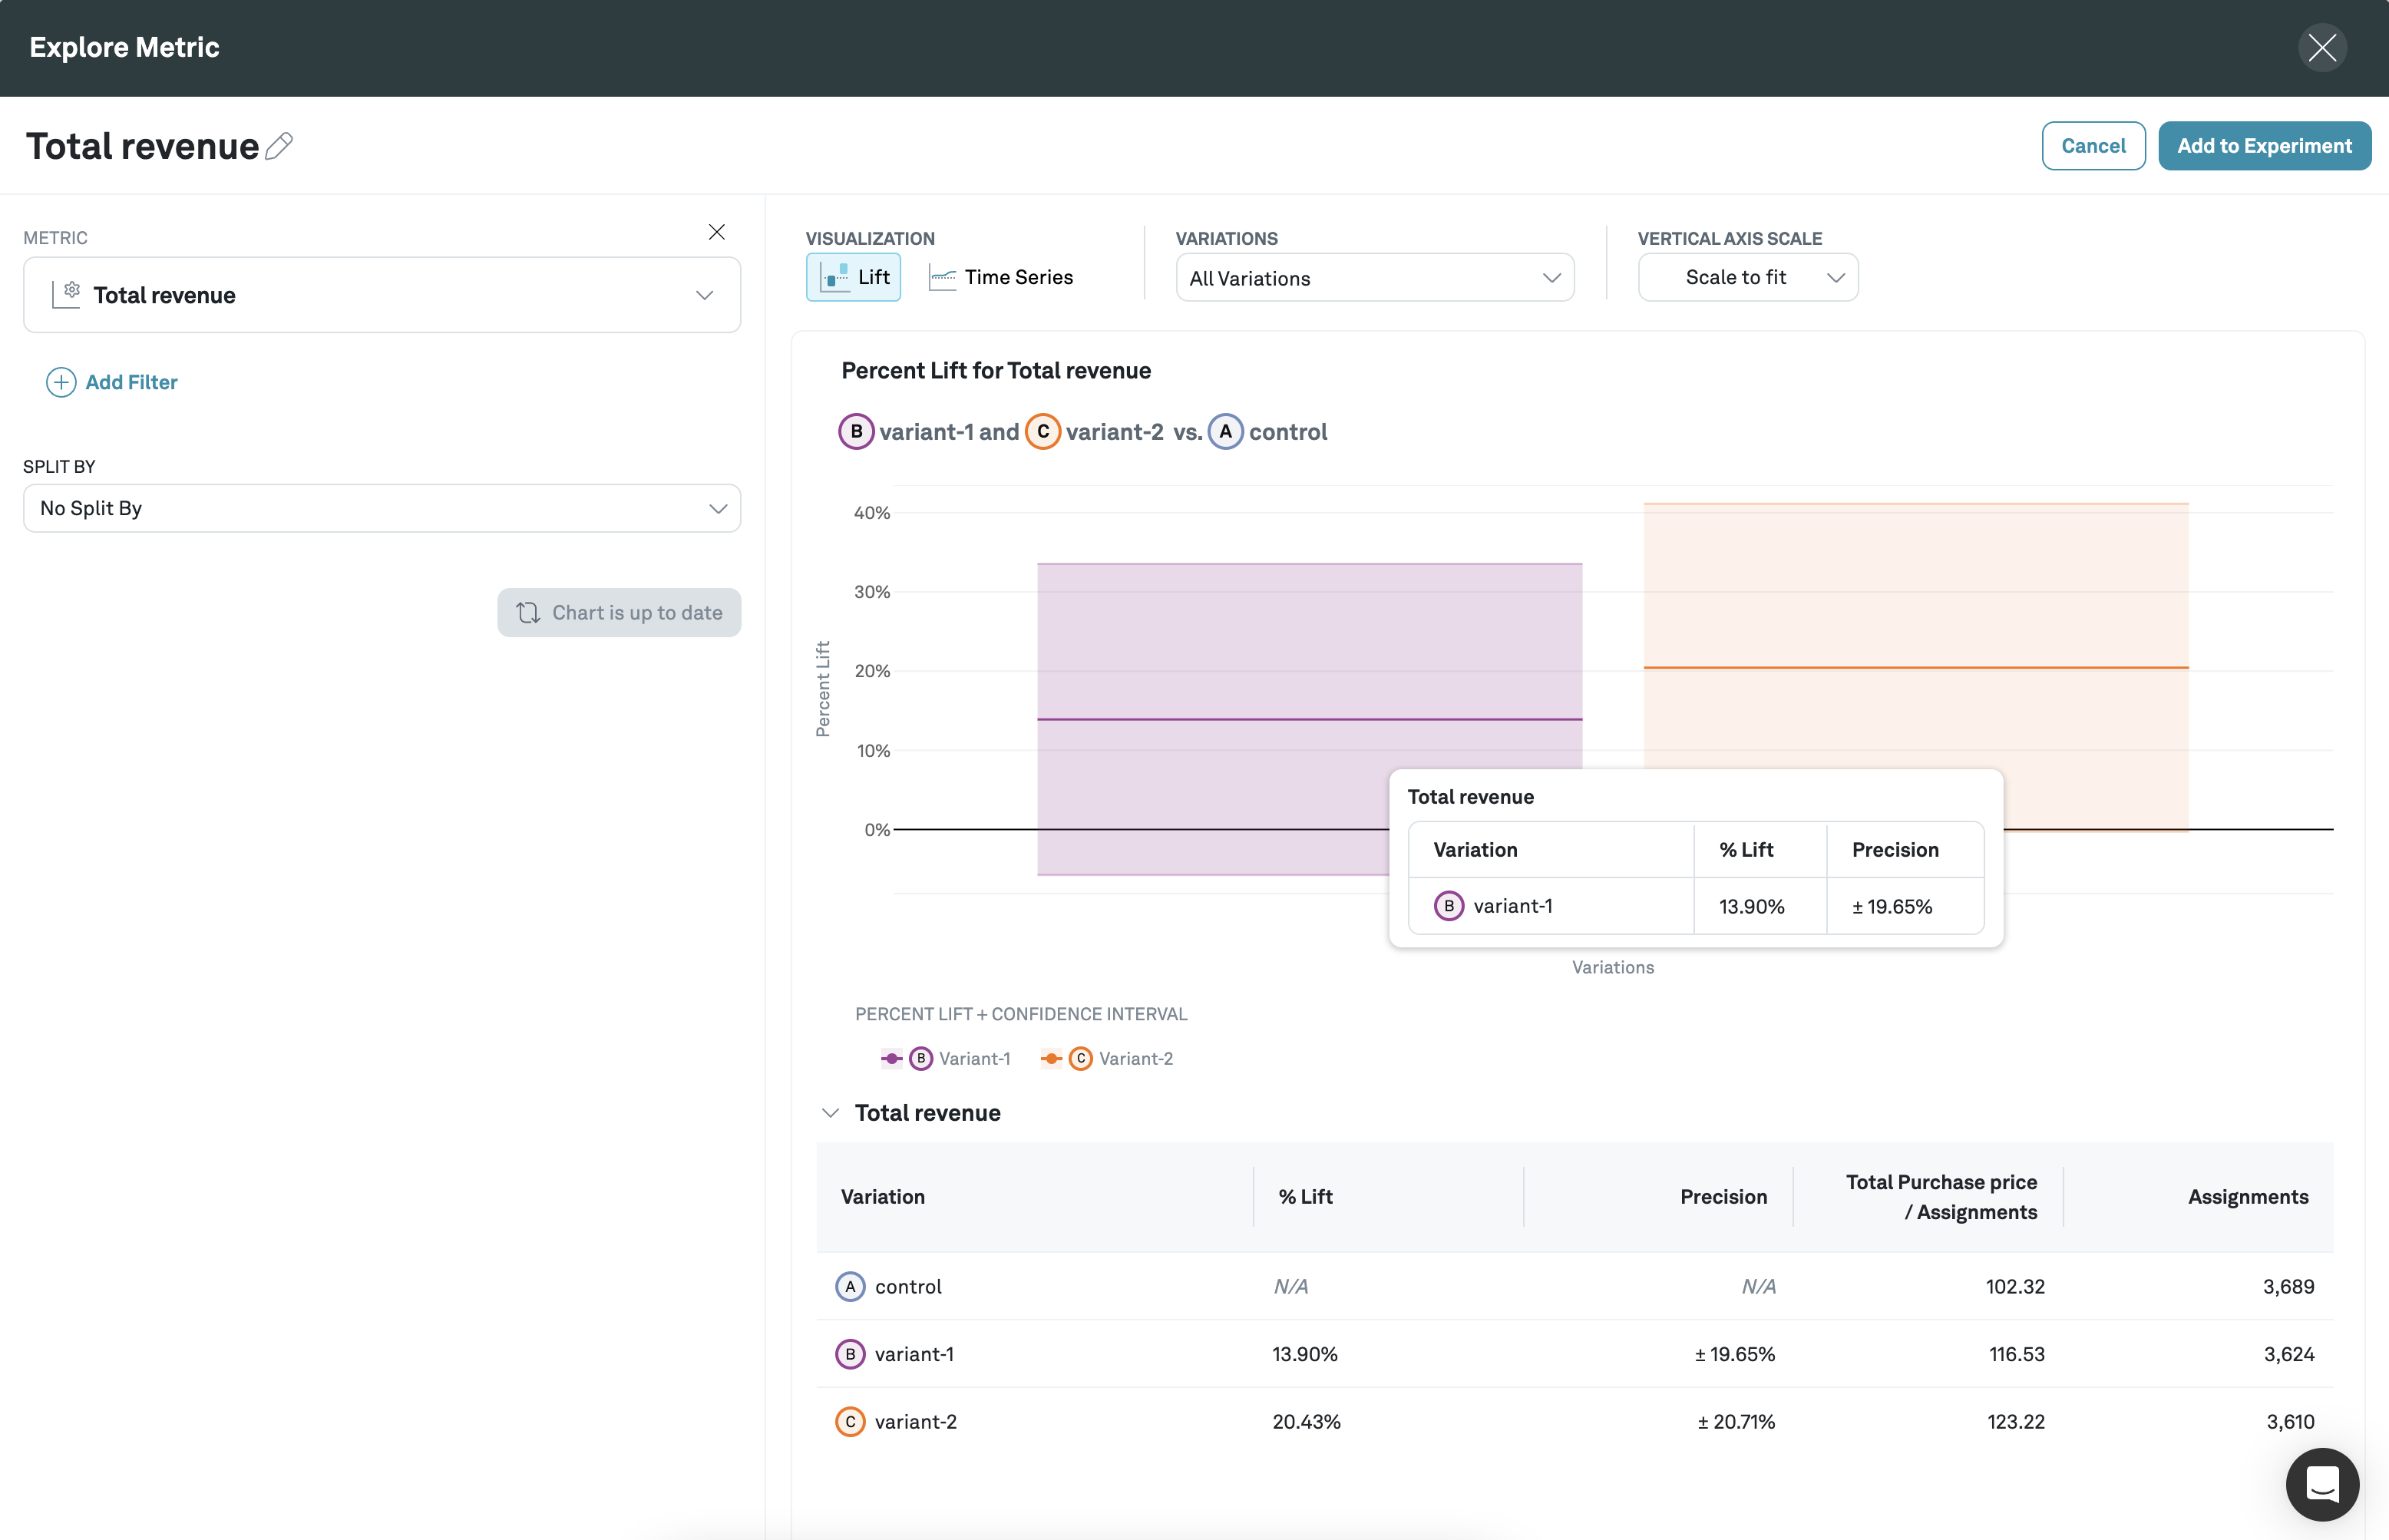 Explore Metric
Total revenue
Cancel
Add to Experiment
METRIC
Total revenue
Add Filter
SPLIT BY
No Split By
Chart is up to date
VISUALIZATION
Lift
Time Series
VARIATIONS
All Variations
VERTICAL AXIS SCALE
Scale to fit
Percent Lift for Total revenue
B variant-1 and C variant-2 vs. A control
Percent Lift
40%
30%
20%
10%
0%
Total revenue
Variation % Lift Precision
B variant-1 13.90% ± 19.65%
Variations
PERCENT LIFT + CONFIDENCE INTERVAL
B Variant-1 C Variant-2
Total revenue
Variation % Lift Precision Total Purchase price
/ Assignments Assignments
A control N/A N/A 102.32 3,689
B variant-1 13.90% ± 19.65% 116.53 3,624
C variant-2 20.43% ± 20.71% 123.22 3,610